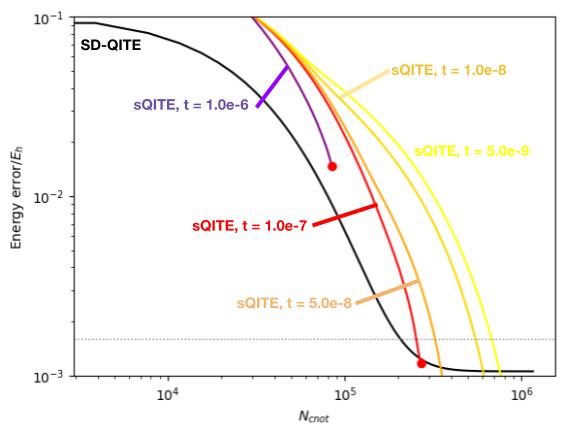 10⁻¹
SD-QITE
sQITE, t = 1.0e-8
sQITE, t = 1.0e-6
sQITE, t = 5.0e-9
Energy error/Eₕ
10⁻²
sQITE, t = 1.0e-7
sQITE, t = 5.0e-8
10⁻³
10⁴ 10⁵ 10⁶
N_cnot